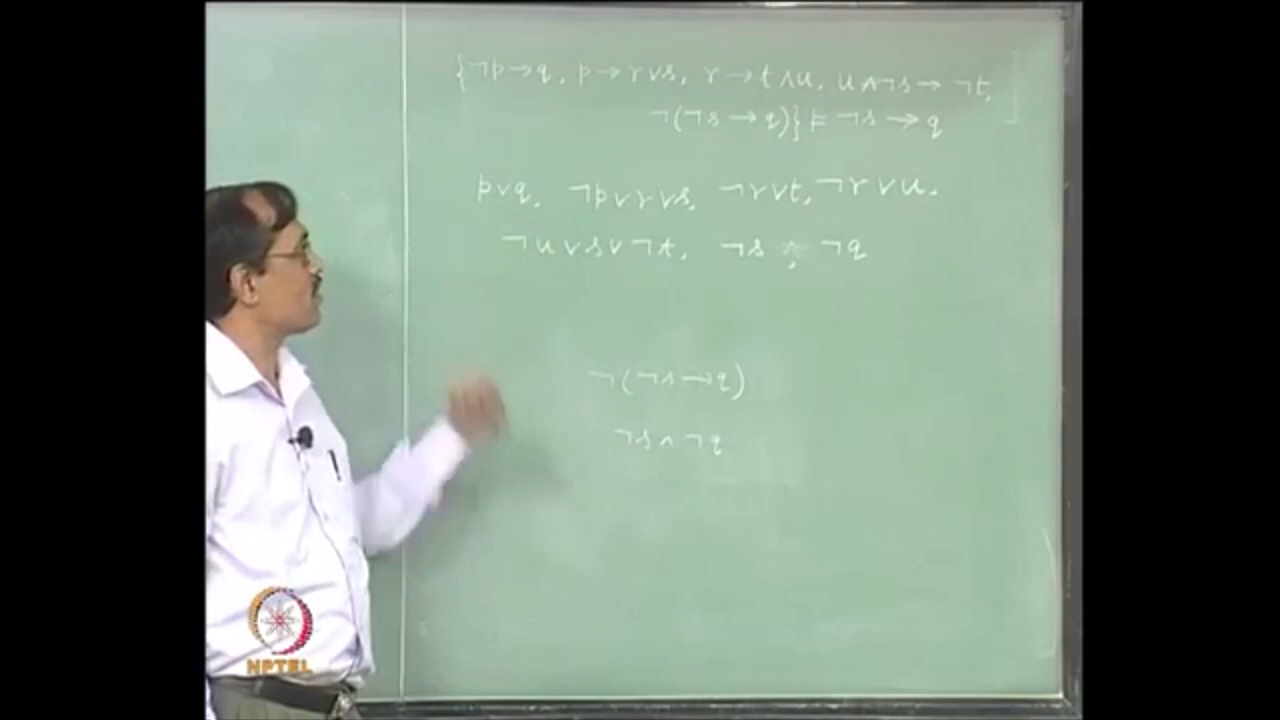 {¬p→q, p→r∨s, r→t∧u, u∧¬s→¬t,
¬(¬s→q)} ⊨ ¬s→q
p∨q, ¬p∨r∨s, ¬r∨t, ¬r∨u,
¬u∨s∨¬t, ¬s , ¬q
¬(¬s→q)
¬s∧¬q
NPTEL